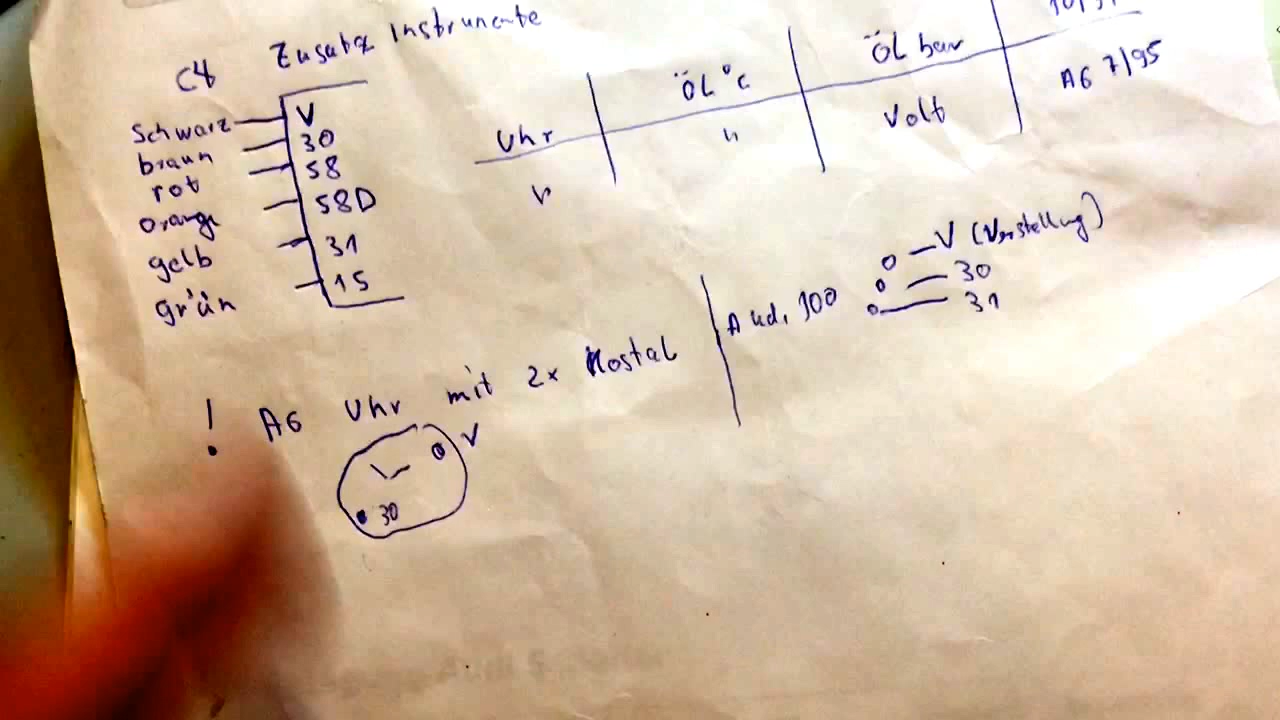 C4 Zusatz Instrumente
schwarz V
braun 30
rot 58
orange 58D
gelb 31
grün 15
Uhr ÖL °C ÖL bar
" Volt A6 7/95
Audi 100
V (Verstellung)
30
31
! A6 Uhr mit 2x Kostal
V
30